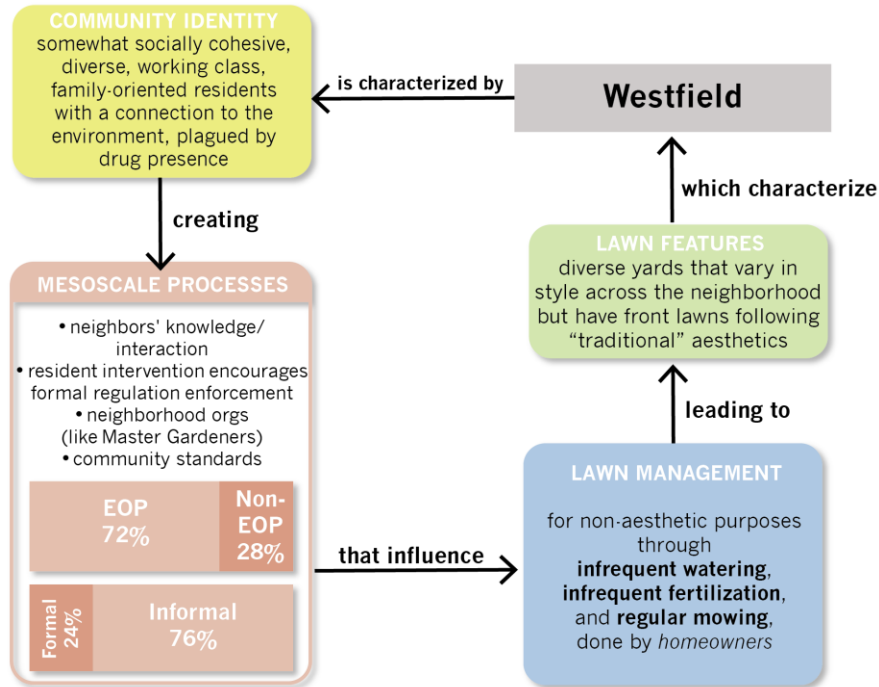 COMMUNITY IDENTITY
somewhat socially cohesive,
diverse, working class,
family-oriented residents
with a connection to the
environment, plagued by
drug presence
is characterized by
Westfield
creating
which characterize
MESOSCALE PROCESSES
• neighbors' knowledge/
interaction
• resident intervention encourages
formal regulation enforcement
• neighborhood orgs
(like Master Gardeners)
• community standards
EOP
72%
Non-
EOP
28%
Formal
24%
Informal
76%
that influence
LAWN FEATURES
diverse yards that vary in
style across the neighborhood
but have front lawns following
“traditional” aesthetics
leading to
LAWN MANAGEMENT
for non-aesthetic purposes
through
infrequent watering,
infrequent fertilization,
and regular mowing,
done by homeowners